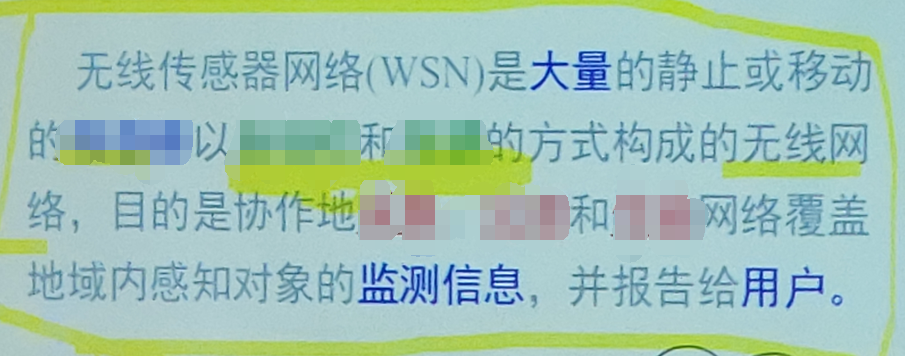 无线传感器网络(WSN)是大量的静止或移动
的以和的方式构成的无线网
络，目的是协作地和网络覆盖
地域内感知对象的监测信息，并报告给用户。